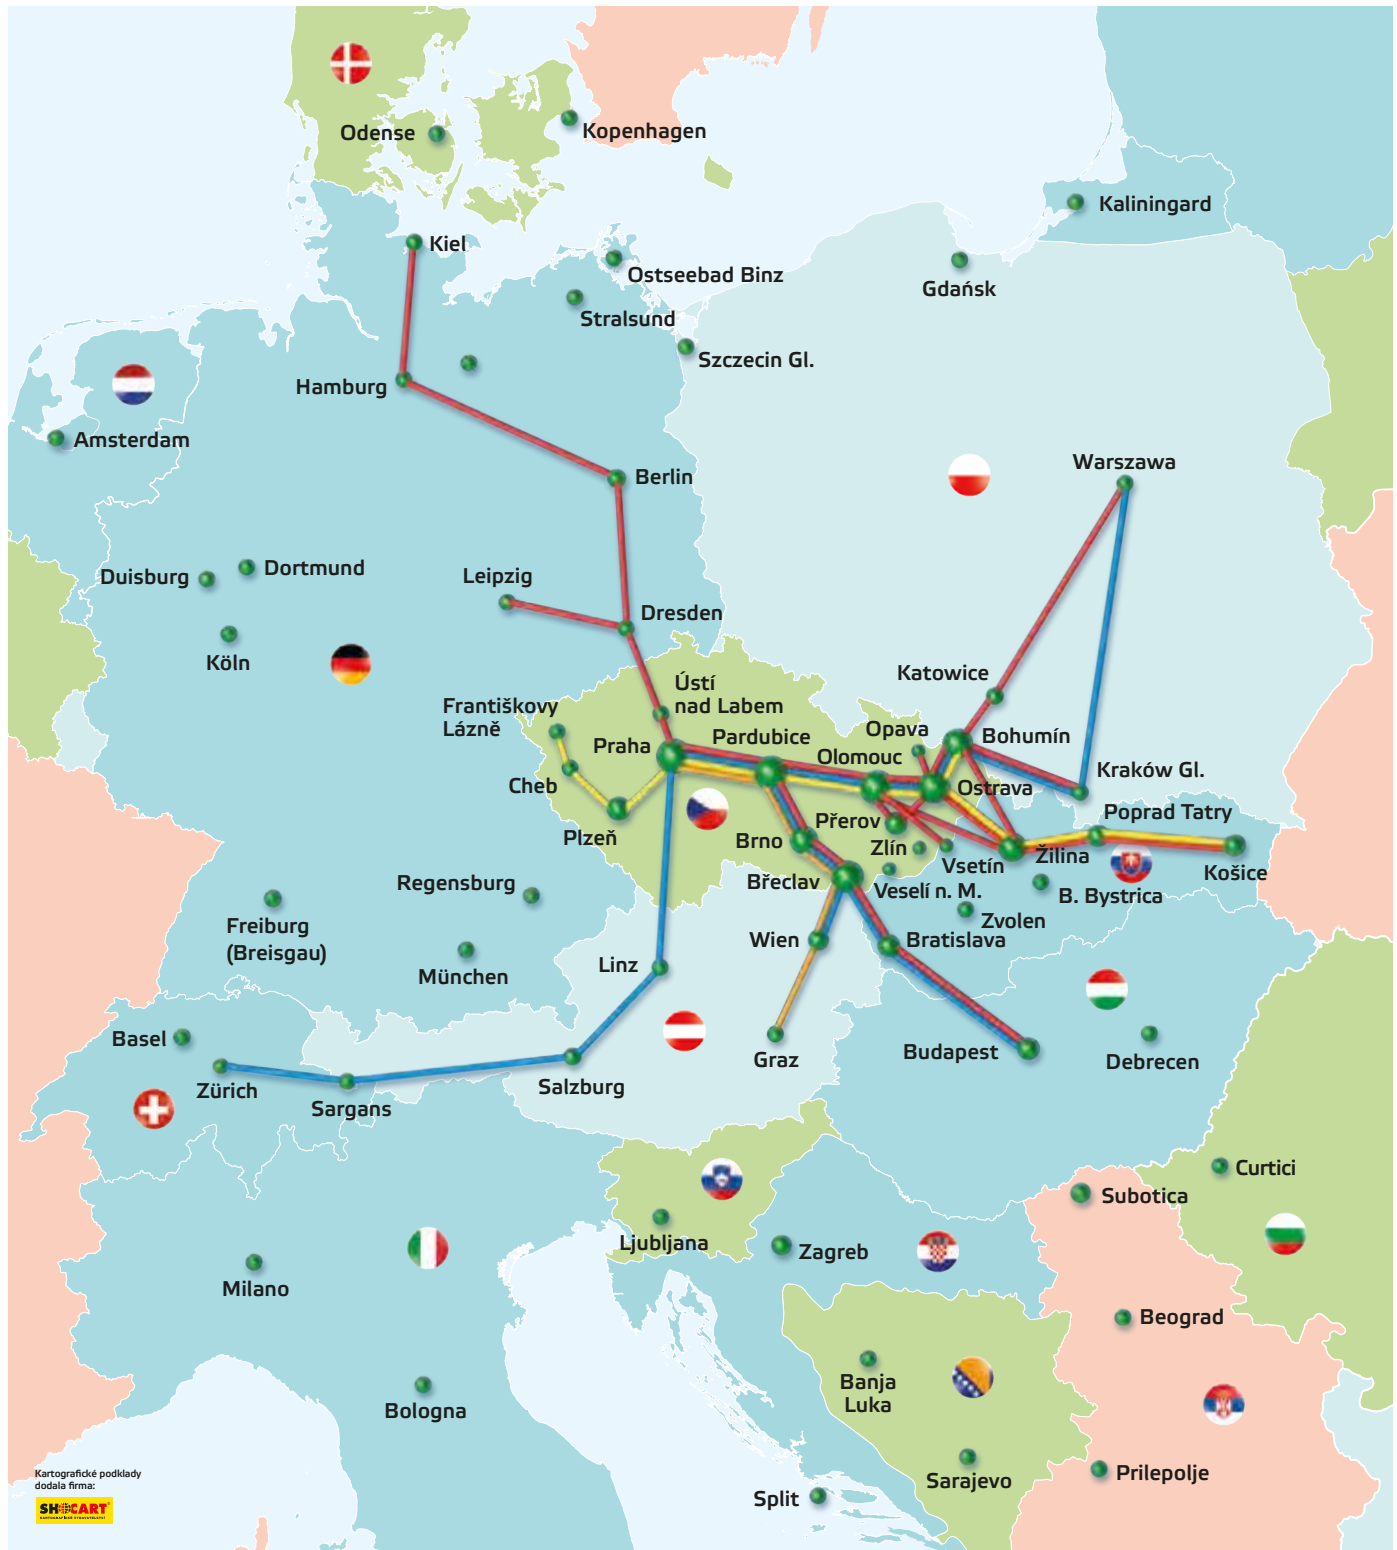 Odense
Kopenhagen
Kaliningard
Kiel
Ostseebad Binz
Gdańsk
Stralsund
Szczecin Gl.
Hamburg
Amsterdam
Warszawa
Berlin
Dortmund
Duisburg
Leipzig
Dresden
Köln
Katowice
Ústí
nad Labem
Františkovy
Lázně
Praha
Pardubice
Opava
Olomouc
Bohumín
Kraków Gl.
Cheb
Ostrava
Poprad Tatry
Plzeň
Přerov
Brno
Zlín
Vsetín
Žilina
Košice
Regensburg
Břeclav
Veselí n. M.
B. Bystrica
Zvolen
Freiburg
(Breisgau)
München
Wien
Bratislava
Linz
Basel
Graz
Budapest
Debrecen
Zürich
Salzburg
Sargans
Curtici
Subotica
Ljubljana
Zagreb
Milano
Beograd
Banja
Luka
Bologna
Sarajevo
Prilepolje
Split
Kartografické podklady
dodala firma:
SHOCART
KARTOGRAFICKÉ VYDAVATELSTVÍ